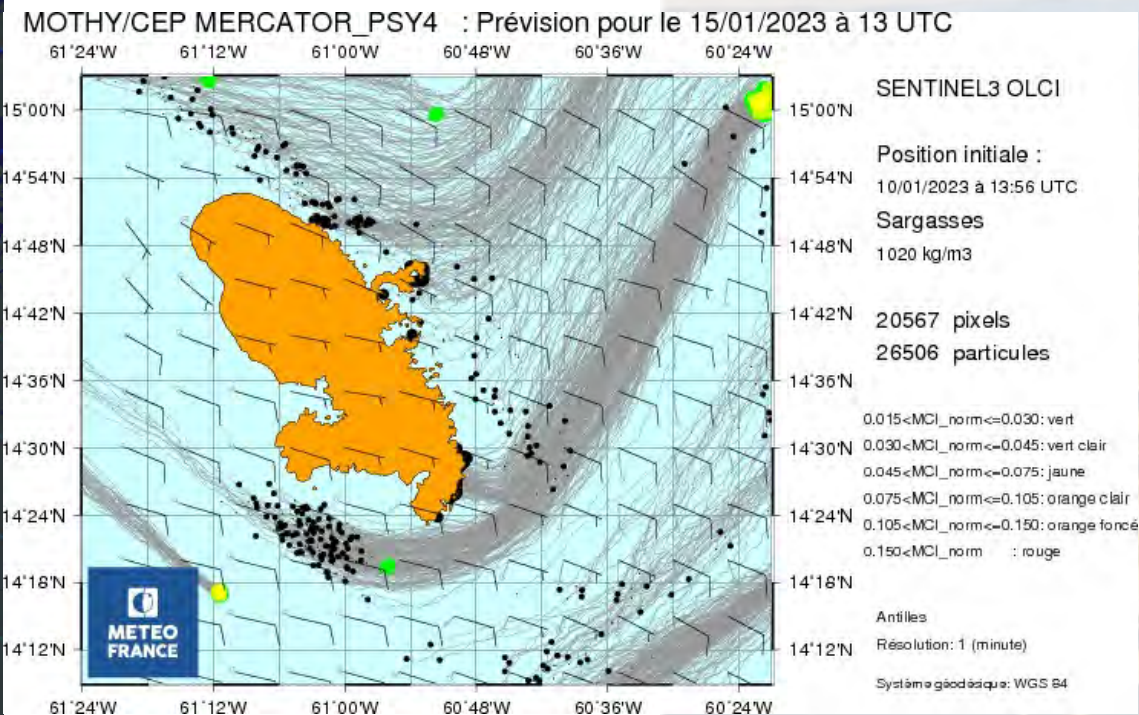 MOTHY/CEP MERCATOR_PSY4 : Prévision pour le 15/01/2023 à 13 UTC
61°24'W 61°12'W 61°00'W 60°48'W 60°36'W 60°24'W
15°00'N 15°00'N
14°54'N 14°54'N
14°48'N 14°48'N
14°42'N 14°42'N
14°36'N 14°36'N
14°30'N 14°30'N
14°24'N 14°24'N
14°18'N 14°18'N
14°12'N 14°12'N
61°24'W 61°12'W 61°00'W 60°48'W 60°36'W 60°24'W
METEO
FRANCE
SENTINEL3 OLCI
Position initiale :
10/01/2023 à 13:56 UTC
Sargasses
1020 kg/m3
20567 pixels
26506 particules
0.015<MCI_norm<=0.030: vert
0.030<MCI_norm<=0.045: vert clair
0.045<MCI_norm<=0.075: jaune
0.075<MCI_norm<=0.105: orange clair
0.105<MCI_norm<=0.150: orange foncé
0.150<MCI_norm : rouge
Antilles
Résolution: 1 (minute)
Système géodésique: WGS 84